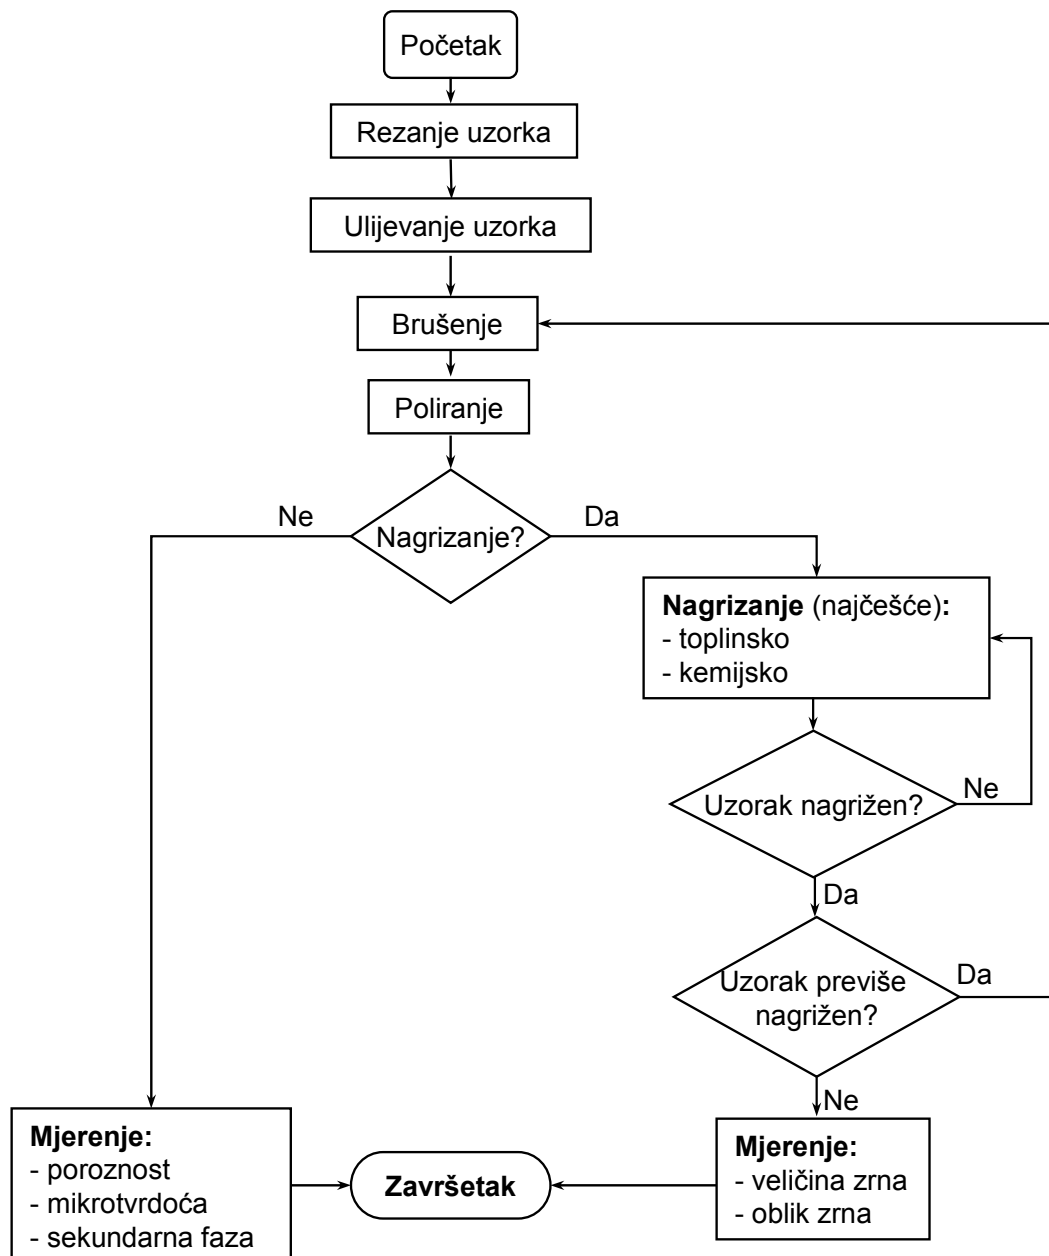 Početak
Rezanje uzorka
Ulijevanje uzorka
Brušenje
Poliranje
Nagrizanje?
Ne
Da
Nagrizanje (najčešće):
- toplinsko
- kemijsko
Uzorak nagrižen?
Ne
Da
Uzorak previše
nagrižen?
Da
Ne
Mjerenje:
- poroznost
- mikrotvrdoća
- sekundarna faza
Završetak
Mjerenje:
- veličina zrna
- oblik zrna